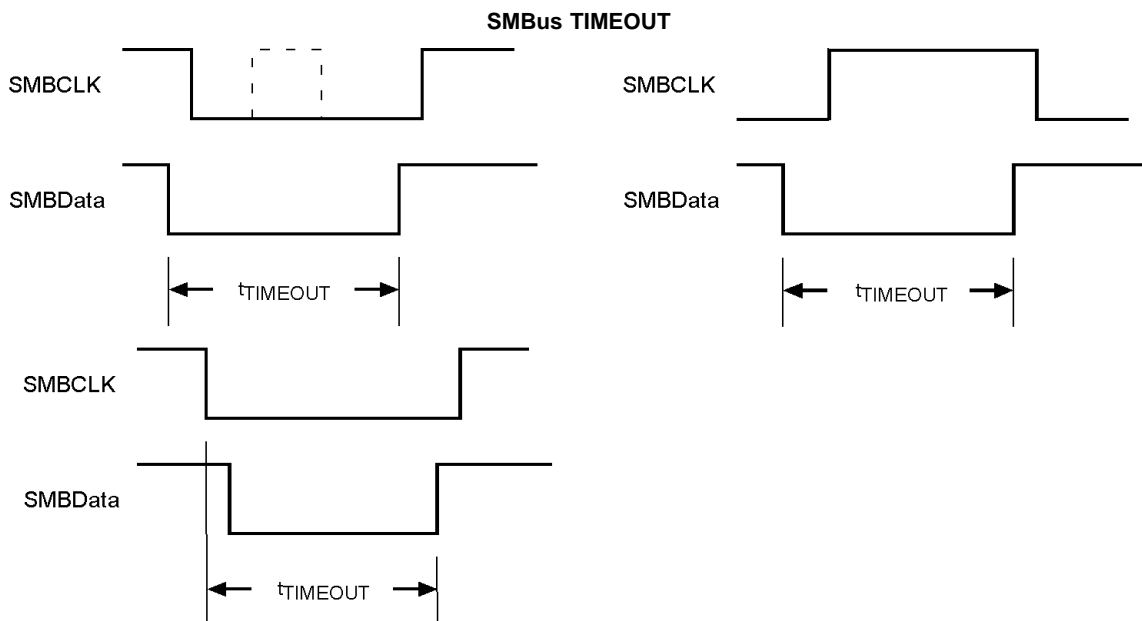 SMBus TIMEOUT
SMBCLK
SMBData
tTIMEOUT
SMBCLK
SMBData
tTIMEOUT
SMBCLK
SMBData
tTIMEOUT